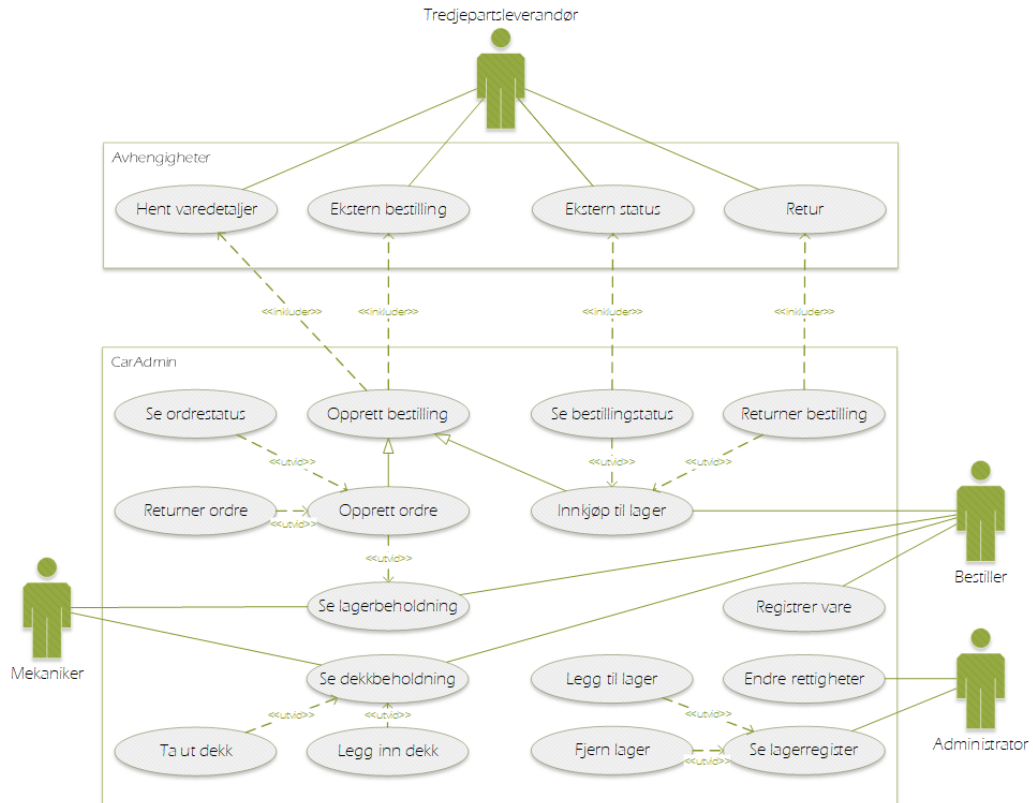 Tredjepartsleverandør
Avhengigheter
Hent varedetaljer
Ekstern bestilling
Ekstern status
Retur
<<inkluder>>
<<inkluder>>
<<inkluder>>
<<inkluder>>
CarAdmin
Se ordrestatus
Opprett bestilling
Se bestillingstatus
Returner bestilling
<<utvid>>
<<utvid>>
<<utvid>>
Returner ordre
<<utvid>>
Opprett ordre
Innkjøp til lager
<<utvid>>
Bestiller
Se lagerbeholdning
Registrer vare
Mekaniker
Se dekkbeholdning
Legg til lager
Endre rettigheter
<<utvid>>
<<utvid>>
<<utvid>>
Ta ut dekk
Legg inn dekk
Fjern lager
<<utvid>>
Se lagerregister
Administrator